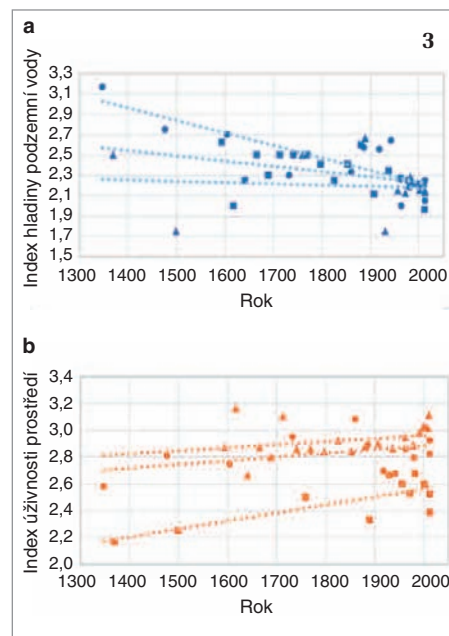 a
3
Index hladiny podzemní vody
3,3
3,1
2,9
2,7
2,5
2,3
2,1
1,9
1,7
1,5
1300 1400 1500 1600 1700 1800 1900 2000
Rok
b
Index úživnosti prostředí
3,4
3,2
3,0
2,8
2,6
2,4
2,2
2,0
1300 1400 1500 1600 1700 1800 1900 2000
Rok